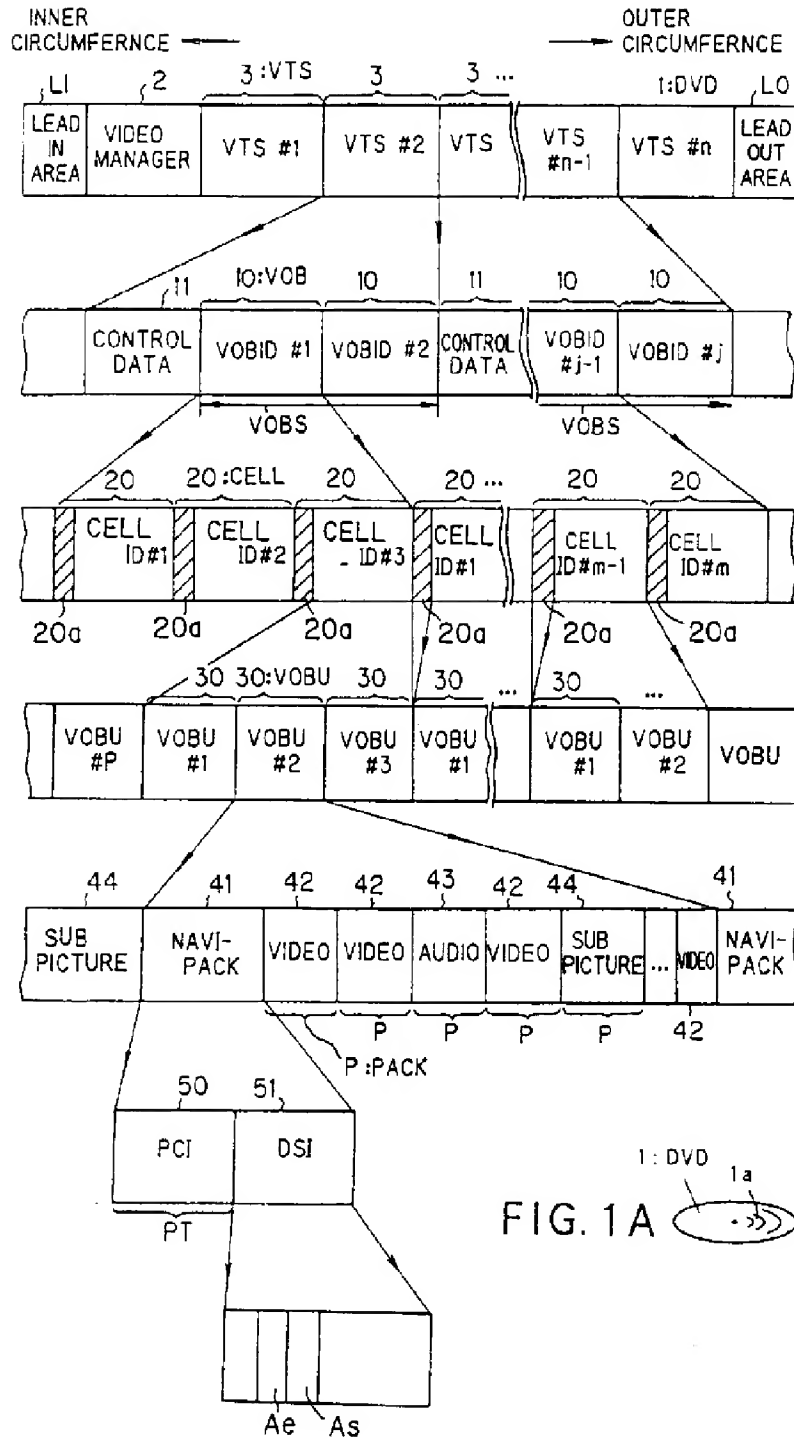 INNER
CIRCUMFERNCE
OUTER
CIRCUMFERNCE
LI 2 3:VTS 3 3 ... 1:DVD LO
LEAD IN AREA
VIDEO MANAGER
VTS #1
VTS #2
VTS
VTS #n-1
VTS #n
LEAD OUT AREA
11 10:VOB 10 11 10 10
CONTROL DATA
VOBID #1
VOBID #2
CONTROL DATA
VOBID #j-1
VOBID #j
VOBS VOBS
20 20:CELL 20 20 ... 20 20
CELL ID#1
CELL ID#2
CELL ID#3
CELL ID#1
CELL ID#m-1
CELL ID#m
20a 20a 20a 20a 20a 20a
30 30:VOBU 30 30 ... 30 ...
VOBU #P
VOBU #1
VOBU #2
VOBU #3
VOBU #1
VOBU #1
VOBU #2
VOBU
44 41 42 42 43 42 44 41
SUB PICTURE
NAVI-PACK
VIDEO
VIDEO
AUDIO
VIDEO
SUB PICTURE
...
VIDEO
NAVI-PACK
P P P P 42
P:PACK
50 51
PCI DSI
PT
1:DVD 1a
FIG. 1A
Ae As